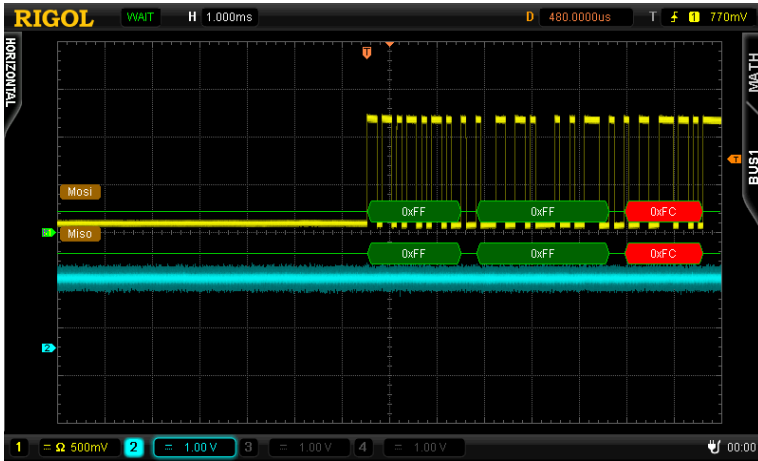 RIGOL WAIT H 1.000ms D 480.0000us T 1 770mV
HORIZONTAL
MATH
BUS1
T
T
Mosi
0xFF 0xFF 0xFC
Miso
0xFF 0xFF 0xFC
2
1 = Ω 500mV 2 = 1.00 V 3 = 1.00 V 4 = 1.00 V 00:00